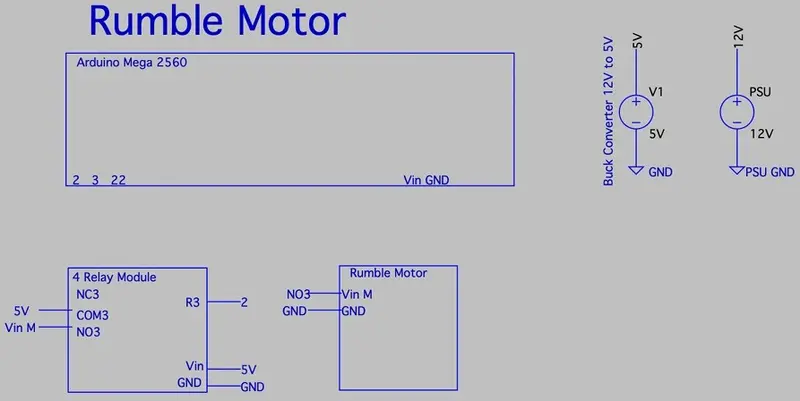 Rumble Motor
Arduino Mega 2560
2 3 22
Vin GND
Buck Converter 12V to 5V
5V
V1
5V
GND
12V
PSU
12V
PSU GND
4 Relay Module
NC3
COM3
NO3
5V
Vin M
R3
2
Vin
GND
5V
GND
Rumble Motor
NO3
Vin M
GND
GND